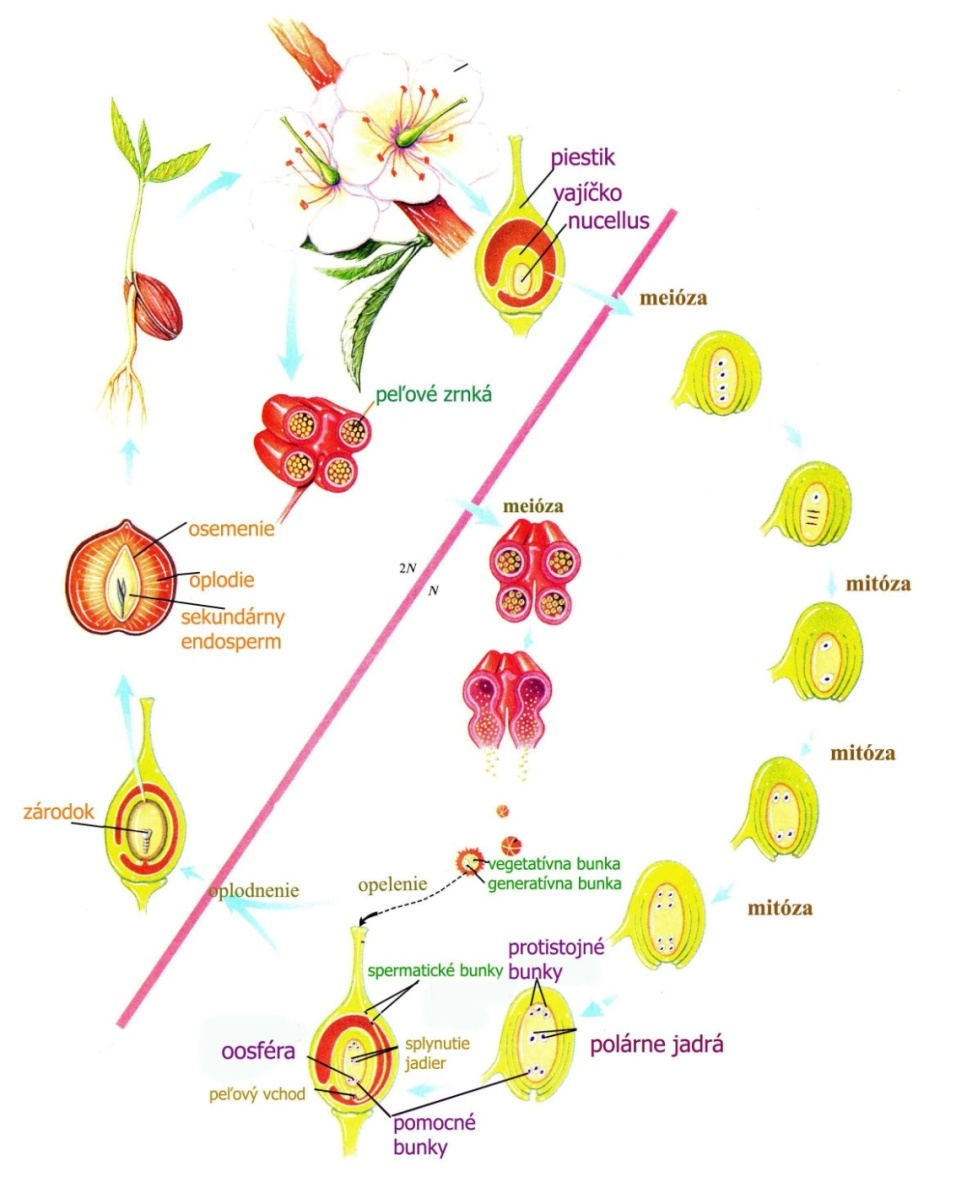 piestik
vajíčko
nucellus
meióza
peľové zrnká
meióza
osemenie
oplodie
sekundárny
endosperm
2N
N
mitóza
mitóza
zárodok
vegetatívna bunka
generatívna bunka
opelenie
oplodnenie
mitóza
protistojné
bunky
spermatické bunky
polárne jadrá
oosféra
splynutie
jadier
peľový vchod
pomocné
bunky